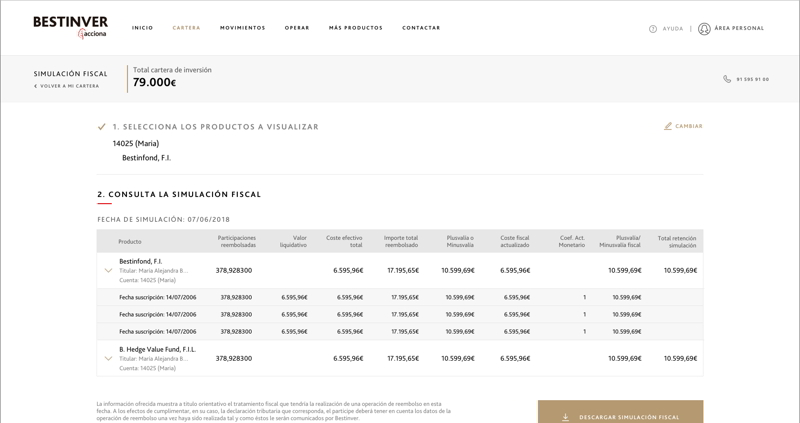 BESTINVER
acciona
INICIO CARTERA MOVIMIENTOS OPERAR MÁS PRODUCTOS CONTACTAR
AYUDA | ÁREA PERSONAL
SIMULACIÓN FISCAL
VOLVER A MI CARTERA
Total cartera de inversión
79.000€
91 595 91 00
1. SELECCIONA LOS PRODUCTOS A VISUALIZAR
CAMBIAR
14025 (Maria)
Bestinfond, F.I.
2. CONSULTA LA SIMULACIÓN FISCAL
FECHA DE SIMULACIÓN: 07/06/2018
Producto Participaciones reembolsadas Valor liquidativo Coste efectivo total Importe total reembolsado Plusvalía o Minusvalía Coste fiscal actualizado Coef. Act. Monetario Plusvalía/ Minusvalía fiscal Total retención simulación
Bestinfond, F.I.
Titular: María Alejandra B...
Cuenta: 14025 (Maria)
378,928300 6.595,96€ 17.195,65€ 10.599,69€ 6.595,96€ 10.599,69€ 10.599,69€
Fecha suscripción: 14/07/2006 378,928300 6.595,96€ 6.595,96€ 17.195,65€ 10.599,69€ 6.595,96€ 1 10.599,69€
Fecha suscripción: 14/07/2006 378,928300 6.595,96€ 6.595,96€ 17.195,65€ 10.599,69€ 6.595,96€ 1 10.599,69€
Fecha suscripción: 14/07/2006 378,928300 6.595,96€ 6.595,96€ 17.195,65€ 10.599,69€ 6.595,96€ 1 10.599,69€
B. Hedge Value Fund, F.I.L.
Titular: María Alejandra B...
Cuenta: 14025 (Maria)
378,928300 6.595,96€ 17.195,65€ 10.599,69€ 6.595,96€ 10.599,69€ 10.599,69€
La información ofrecida muestra a título orientativo el tratamiento fiscal que tendría la realización de una operación de reembolso en esta
fecha. A los efectos de cumplimentar, en su caso, la declaración tributaria que corresponda, el partícipe deberá tener en cuenta los datos de la
operación de reembolso una vez haya sido realizada tal y como éstos le serán comunicados por Bestinver.
DESCARGAR SIMULACIÓN FISCAL